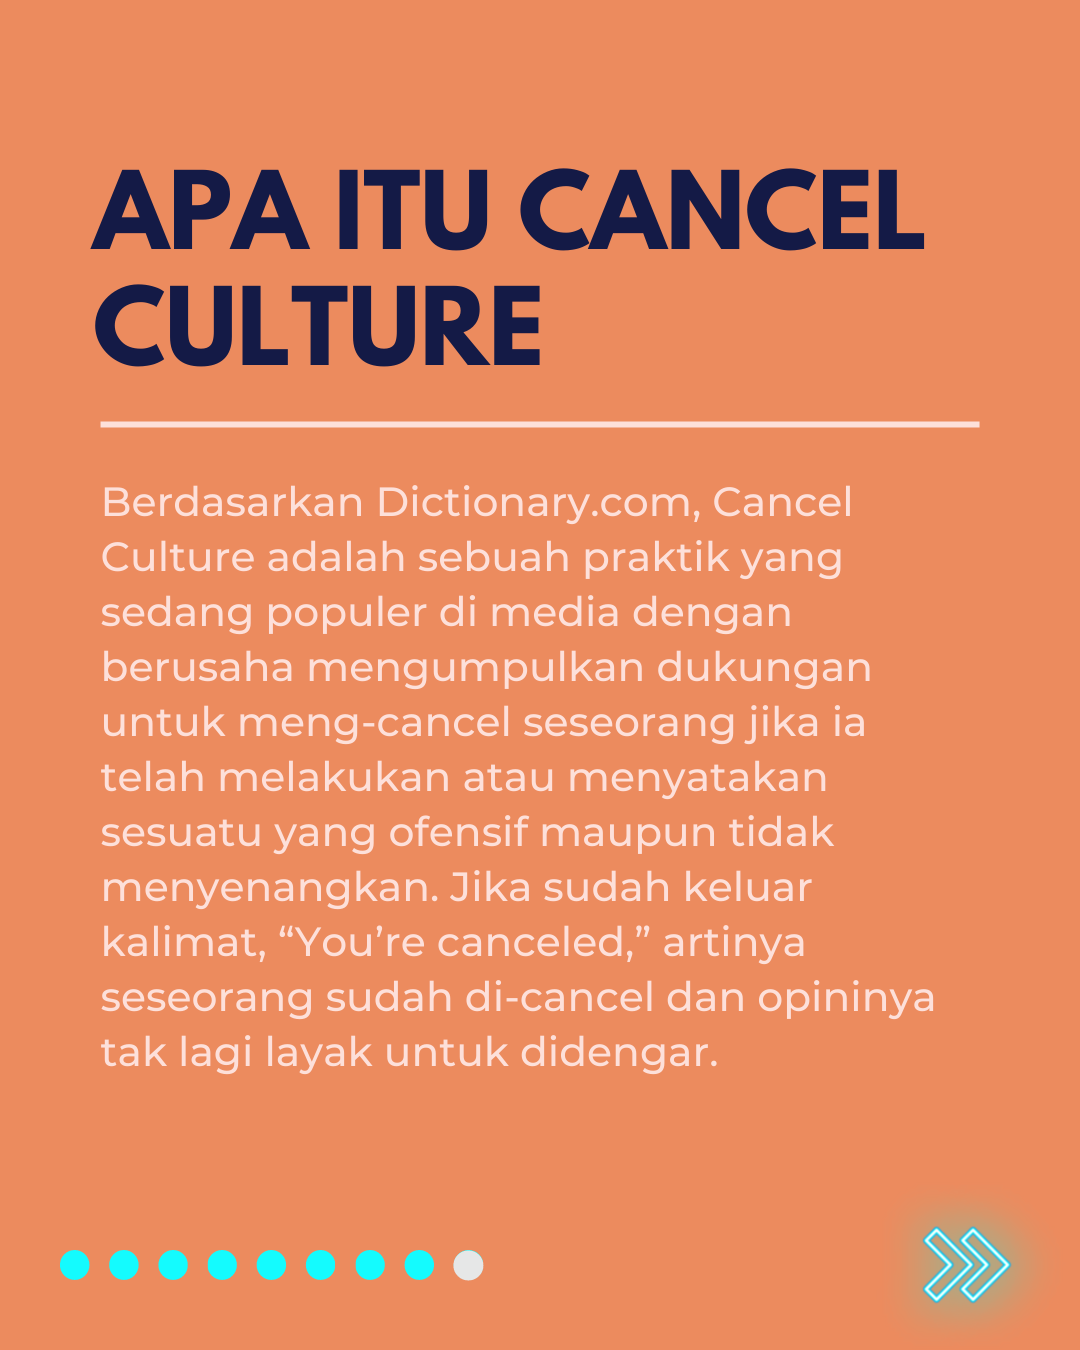 APA ITU CANCEL
CULTURE
Berdasarkan Dictionary.com, Cancel
Culture adalah sebuah praktik yang
sedang populer di media dengan
berusaha mengumpulkan dukungan
untuk meng-cancel seseorang jika ia
telah melakukan atau menyatakan
sesuatu yang ofensif maupun tidak
menyenangkan. Jika sudah keluar
kalimat, “You’re canceled,” artinya
seseorang sudah di-cancel dan opininya
tak lagi layak untuk didengar.